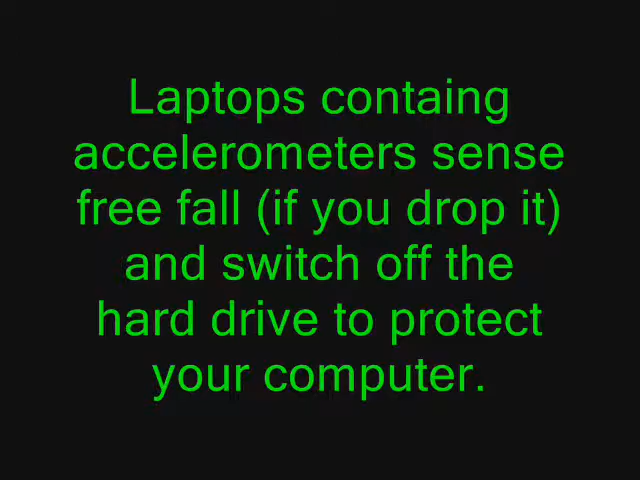 Laptops containg
accelerometers sense
free fall (if you drop it)
and switch off the
hard drive to protect
your computer.